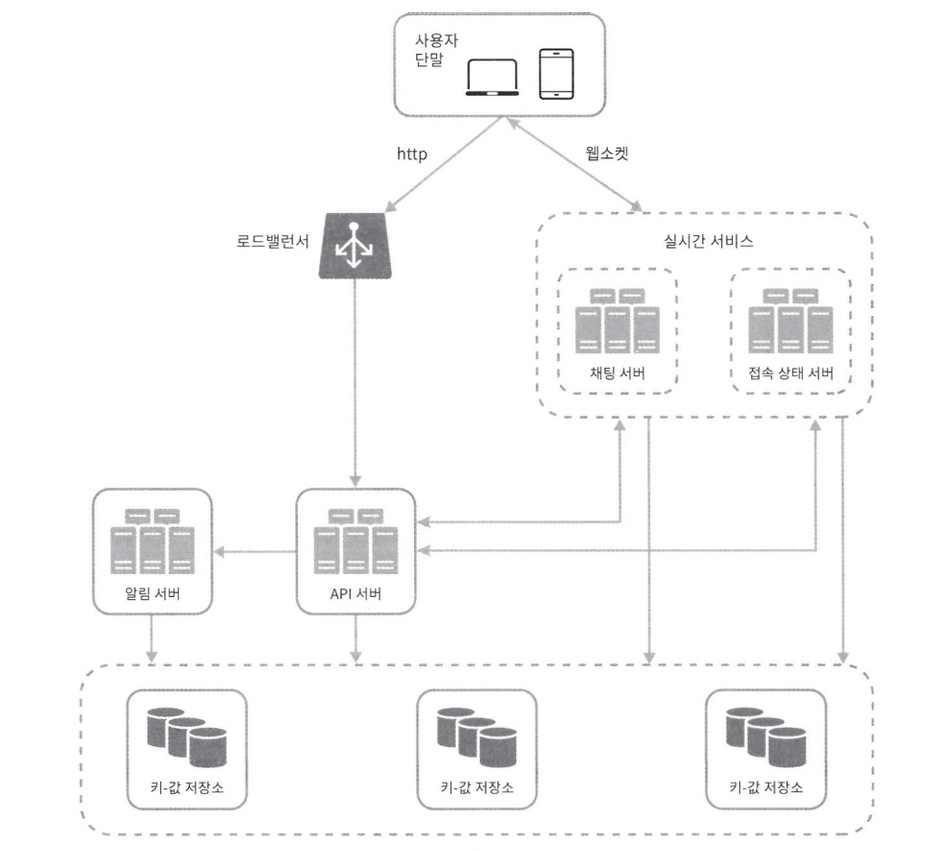 사용자
단말
http
웹소켓
로드밸런서
실시간 서비스
채팅 서버
접속 상태 서버
알림 서버
API 서버
키-값 저장소
키-값 저장소
키-값 저장소